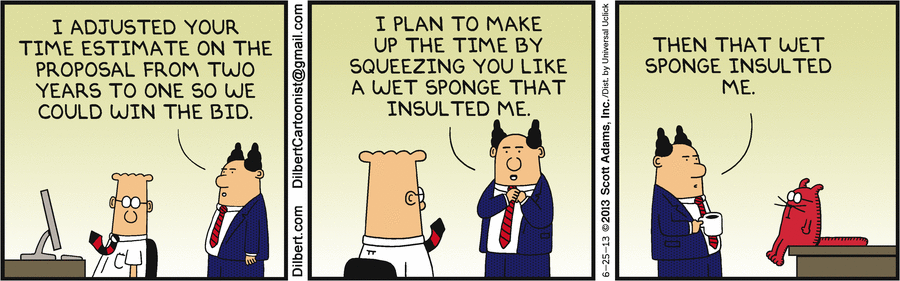 I ADJUSTED YOUR
TIME ESTIMATE ON THE
PROPOSAL FROM TWO
YEARS TO ONE SO WE
COULD WIN THE BID.
Dilbert.com DilbertCartoonist@gmail.com
I PLAN TO MAKE
UP THE TIME BY
SQUEEZING YOU LIKE
A WET SPONGE THAT
INSULTED ME.
6-25-13 © 2013 Scott Adams, Inc. /Dist. by Universal Uclick
THEN THAT WET
SPONGE INSULTED
ME.